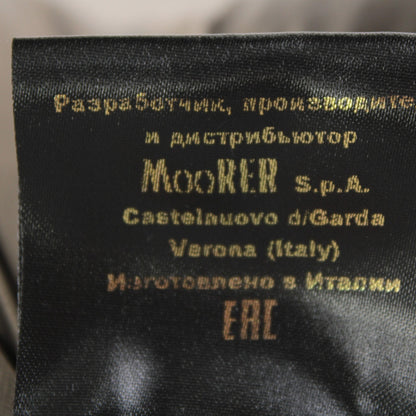 Разработчик, производите
и дистрибьютор
MooRER S.p.A.
Castelnuovo d/Garda
Verona (Italy)
Изготовлено в Италии
EAC